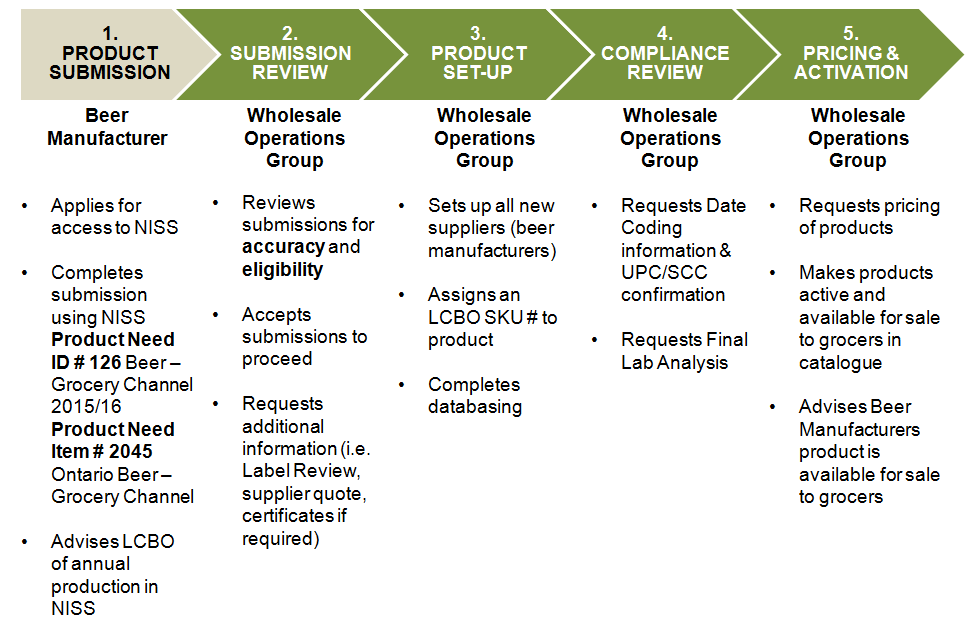 1.
PRODUCT
SUBMISSION
2.
SUBMISSION
REVIEW
3.
PRODUCT
SET-UP
4.
COMPLIANCE
REVIEW
5.
PRICING &
ACTIVATION
Beer
Manufacturer
• Applies for
access to NISS
• Completes
submission
using NISS
Product Need
ID # 126 Beer –
Grocery Channel
2015/16
Product Need
Item # 2045
Ontario Beer –
Grocery Channel
• Advises LCBO
of annual
production in
NISS
Wholesale
Operations
Group
• Reviews
submissions for
accuracy and
eligibility
• Accepts
submissions to
proceed
• Requests
additional
information (i.e.
Label Review,
supplier quote,
certificates if
required)
Wholesale
Operations
Group
• Sets up all new
suppliers (beer
manufacturers)
• Assigns an
LCBO SKU # to
product
• Completes
databasing
Wholesale
Operations
Group
• Requests Date
Coding
information &
UPC/SCC
confirmation
• Requests Final
Lab Analysis
Wholesale
Operations
Group
• Requests pricing
of products
• Makes products
active and
available for sale
to grocers in
catalogue
• Advises Beer
Manufacturers
product is
available for sale
to grocers